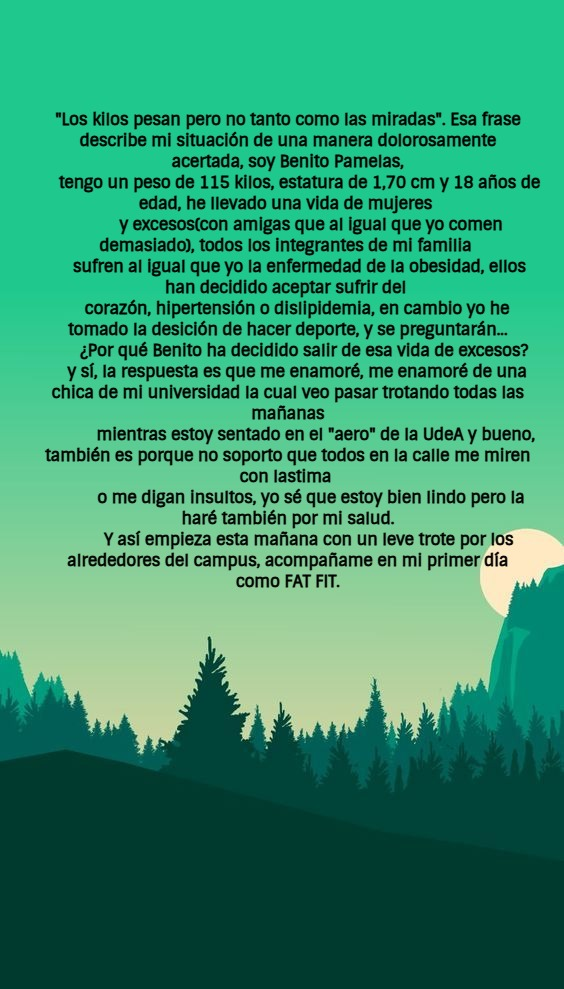 "Los kilos pesan pero no tanto como las miradas". Esa frase
describe mi situación de una manera dolorosamente
acertada, soy Benito Pamelas,
tengo un peso de 115 kilos, estatura de 1,70 cm y 18 años de
edad, he llevado una vida de mujeres
y excesos(con amigas que al igual que yo comen
demasiado), todos los integrantes de mi familia
sufren al igual que yo la enfermedad de la obesidad, ellos
han decidido aceptar sufrir del
corazón, hipertensión o dislipidemia, en cambio yo he
tomado la desición de hacer deporte, y se preguntarán...
¿Por qué Benito ha decidido salir de esa vida de excesos?
y sí, la respuesta es que me enamoré, me enamoré de una
chica de mi universidad la cual veo pasar trotando todas las
mañanas
mientras estoy sentado en el "aero" de la UdeA y bueno,
también es porque no soporto que todos en la calle me miren
con lastima
o me digan insultos, yo sé que estoy bien lindo pero la
haré también por mi salud.
Y así empieza esta mañana con un leve trote por los
alrededores del campus, acompañame en mi primer día
como FAT FIT.